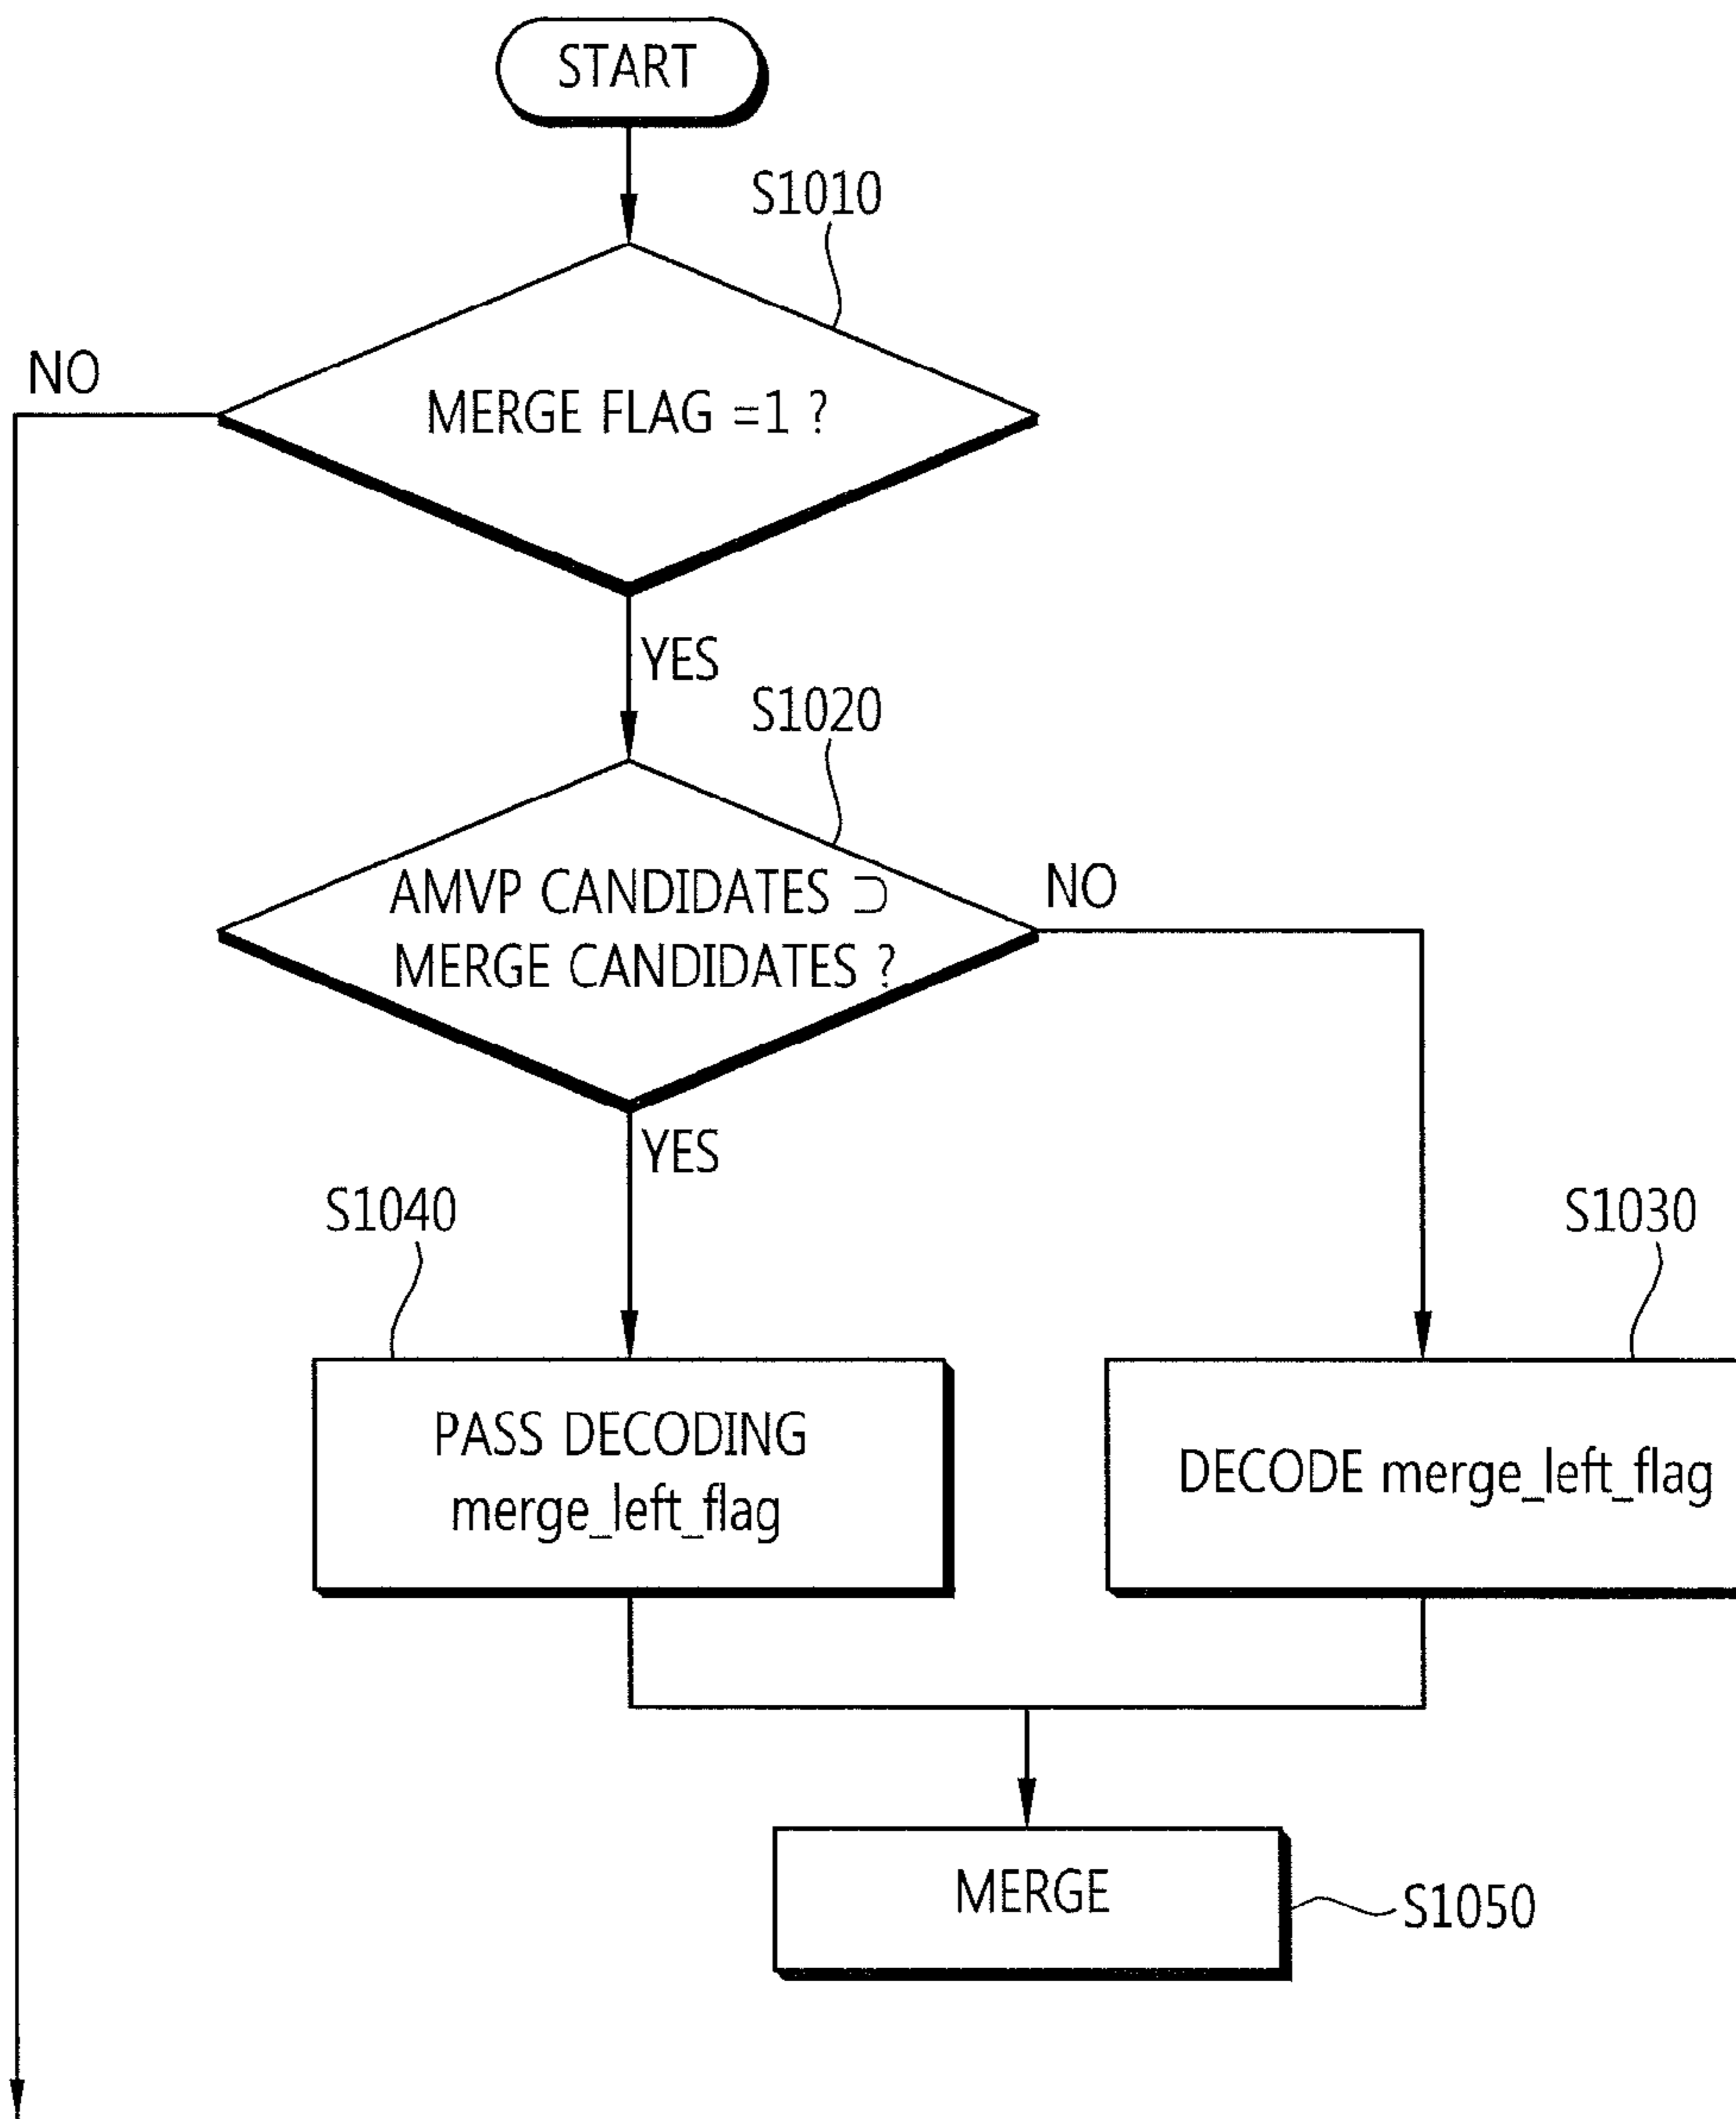 START
S1010
NO
MERGE FLAG =1 ?
YES
S1020
AMVP CANDIDATES ⊃
MERGE CANDIDATES ?
NO
YES
S1040
S1030
PASS DECODING
merge_left_flag
DECODE merge_left_flag
MERGE
S1050